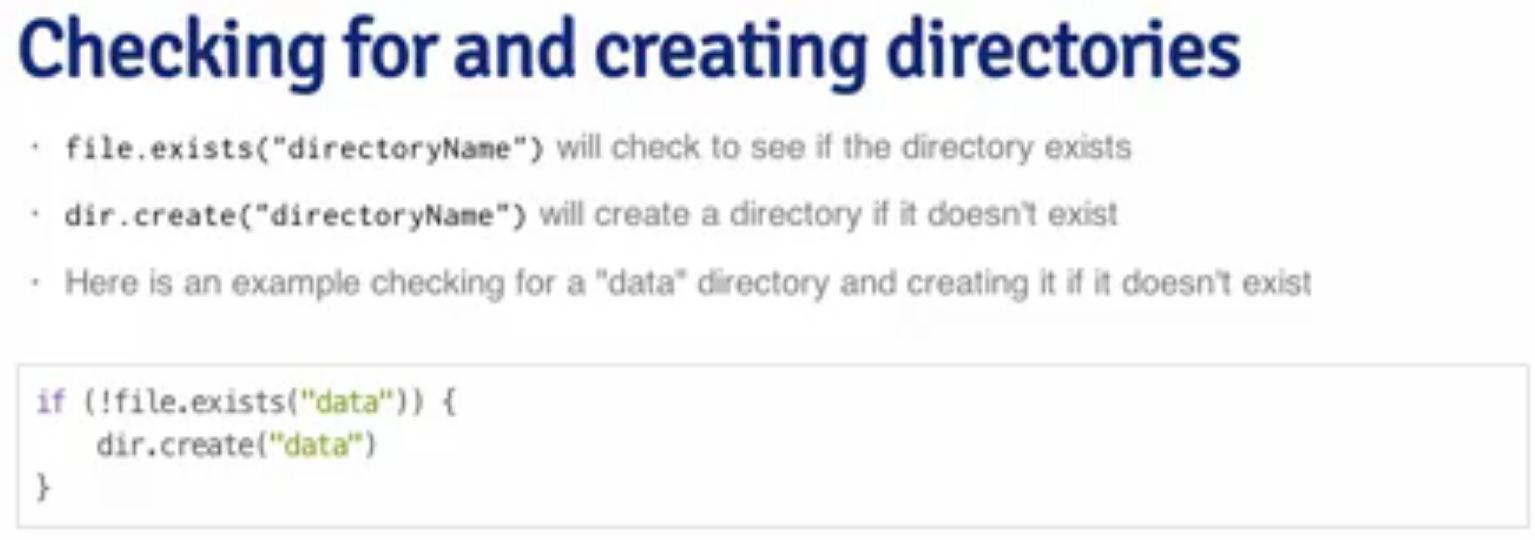 Checking for and creating directories
· file.exists("directoryName") will check to see if the directory exists
· dir.create("directoryName") will create a directory if it doesn't exist
· Here is an example checking for a "data" directory and creating it if it doesn't exist
if (!file.exists("data")) {
    dir.create("data")
}